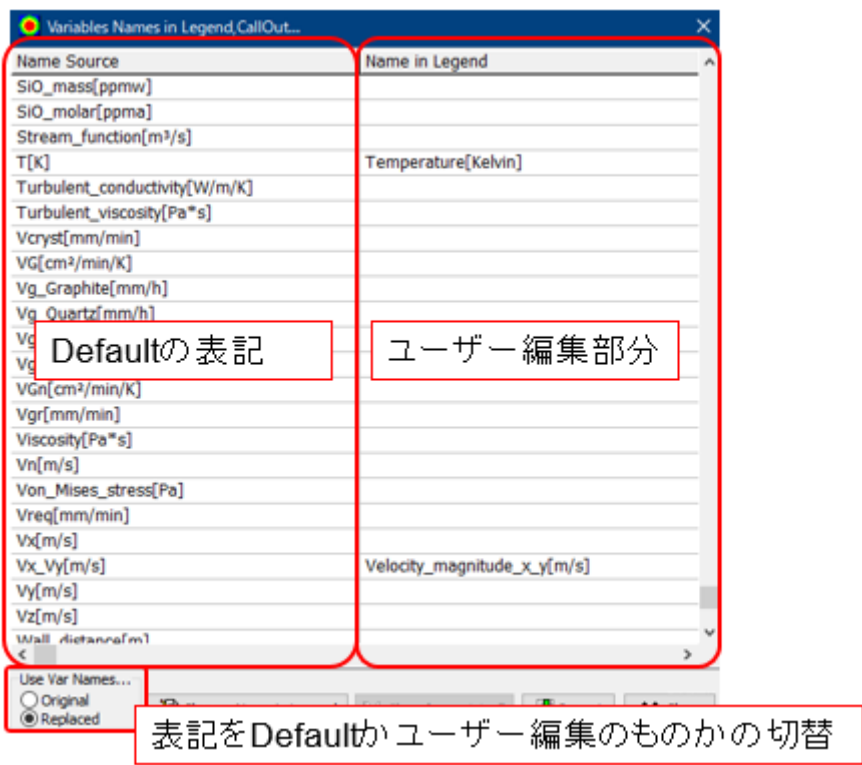 Variables Names in Legend,CallOut...
Name Source Name in Legend
SiO_mass[ppmw]
SiO_molar[ppma]
Stream_function[m³/s]
T[K] Temperature[Kelvin]
Turbulent_conductivity[W/m/K]
Turbulent_viscosity[Pa*s]
Vcryst[mm/min]
VG[cm²/min/K]
Vg_Graphite[mm/h]
Vg_Quartz[mm/h]
Defaultの表記 ユーザー編集部分
VGn[cm²/min/K]
Vgr[mm/min]
Viscosity[Pa*s]
Vn[m/s]
Von_Mises_stress[Pa]
Vreq[mm/min]
Vx[m/s]
Vx_Vy[m/s] Velocity_magnitude_x_y[m/s]
Vy[m/s]
Vz[m/s]
Wall_distance[m]
Use Var Names...
Original
Replaced
表記をDefaultかユーザー編集のものかの切替